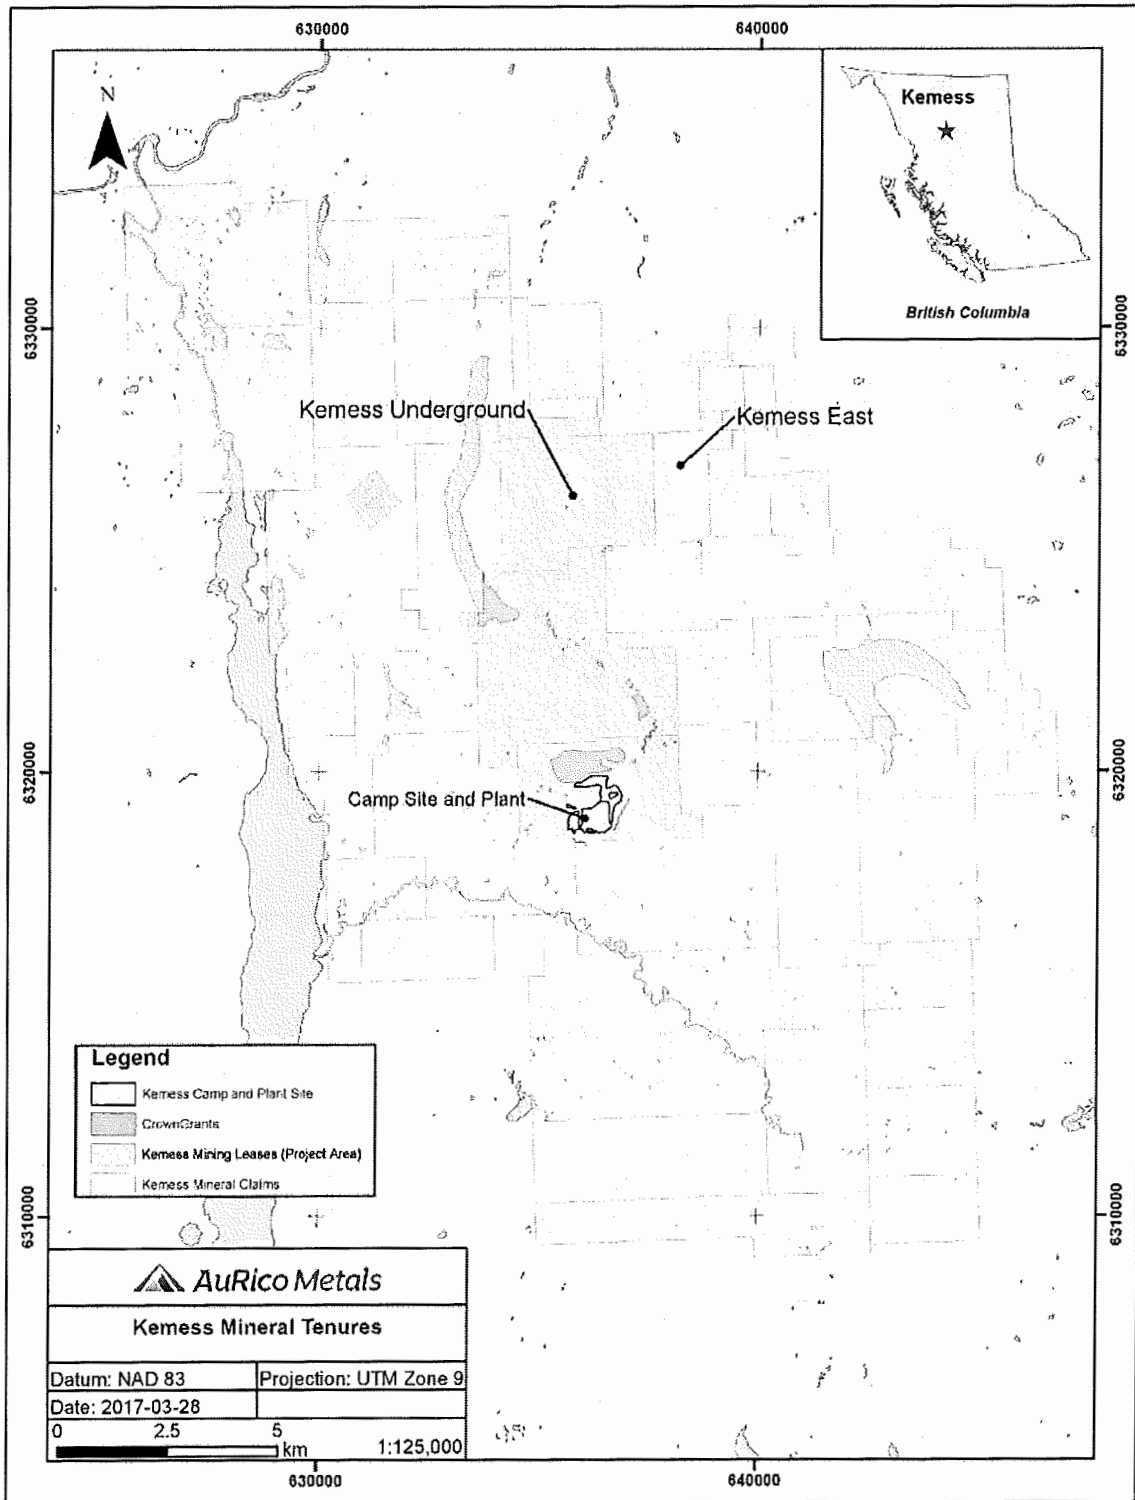 630000
640000
N
Kemess
British Columbia
6330000
6330000
Kemess Underground
Kemess East
6320000
6320000
Camp Site and Plant
Legend
Kemess Camp and Plant Site
CrownGrants
Kemess Mining Leases (Project Area)
Kemess Mineral Claims
6310000
6310000
AuRico Metals
Kemess Mineral Tenures
Datum: NAD 83
Projection: UTM Zone 9
Date: 2017-03-28
0 2.5 5
km
1:125,000
630000
640000